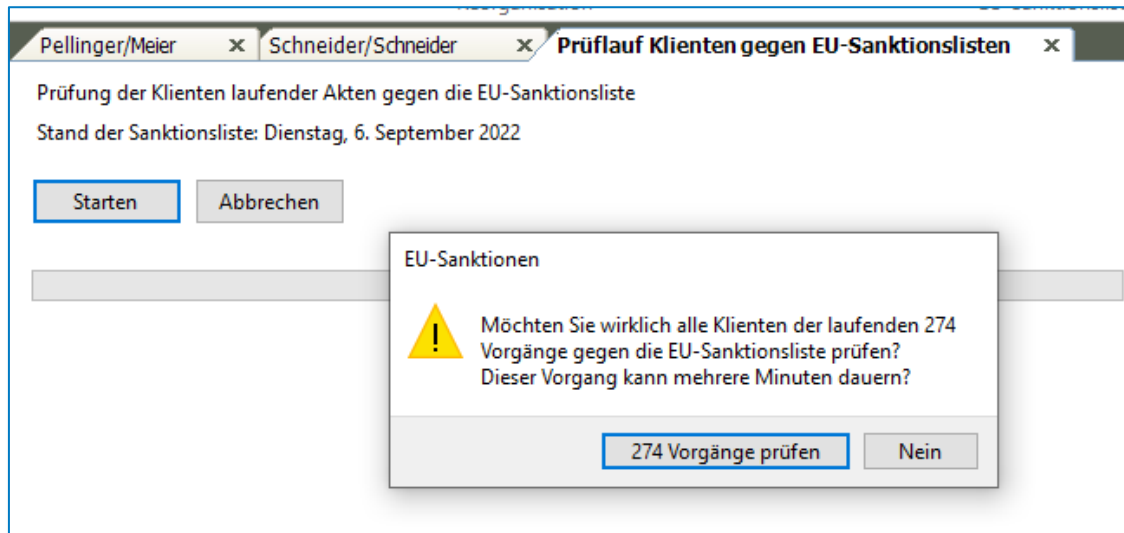 Pellinger/Meier x Schneider/Schneider x Prüflauf Klienten gegen EU-Sanktionslisten x
Prüfung der Klienten laufender Akten gegen die EU-Sanktionsliste
Stand der Sanktionsliste: Dienstag, 6. September 2022
Starten Abbrechen
EU-Sanktionen
Möchten Sie wirklich alle Klienten der laufenden 274
Vorgänge gegen die EU-Sanktionsliste prüfen?
Dieser Vorgang kann mehrere Minuten dauern?
274 Vorgänge prüfen Nein